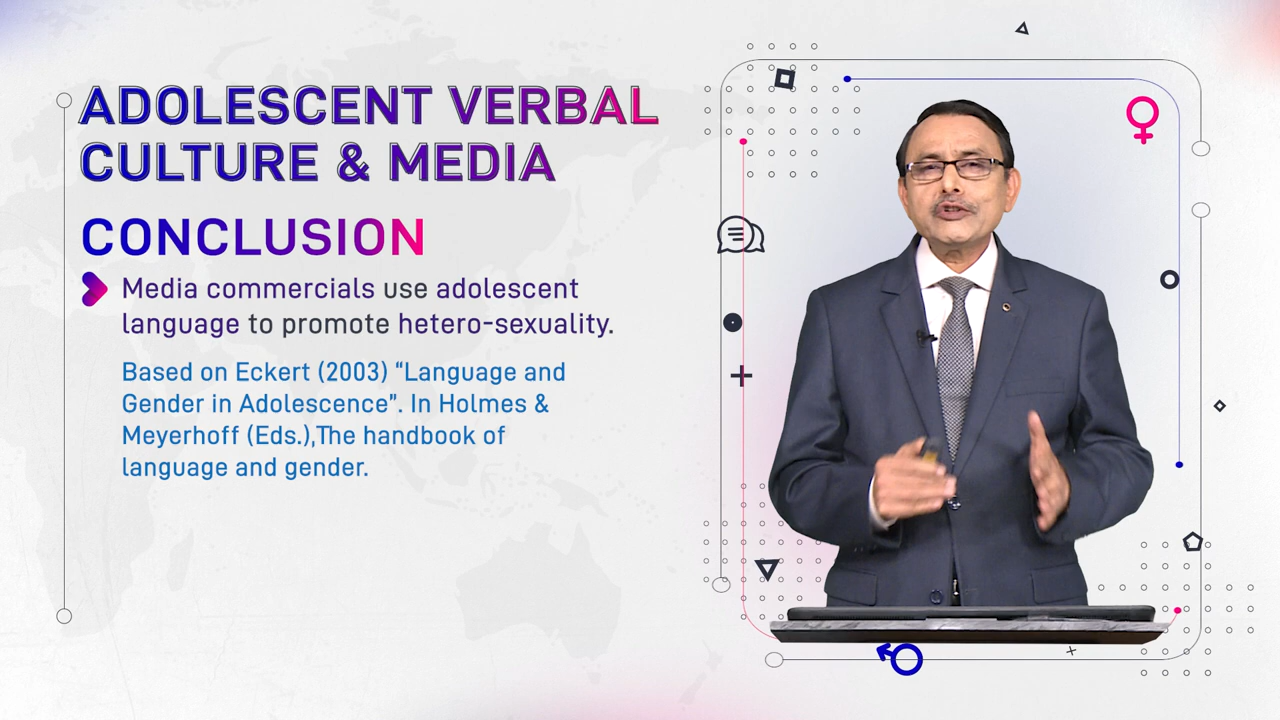 ADOLESCENT VERBAL
CULTURE & MEDIA
CONCLUSION
Media commercials use adolescent
language to promote hetero-sexuality.
Based on Eckert (2003) “Language and
Gender in Adolescence”. In Holmes &
Meyerhoff (Eds.),The handbook of
language and gender.